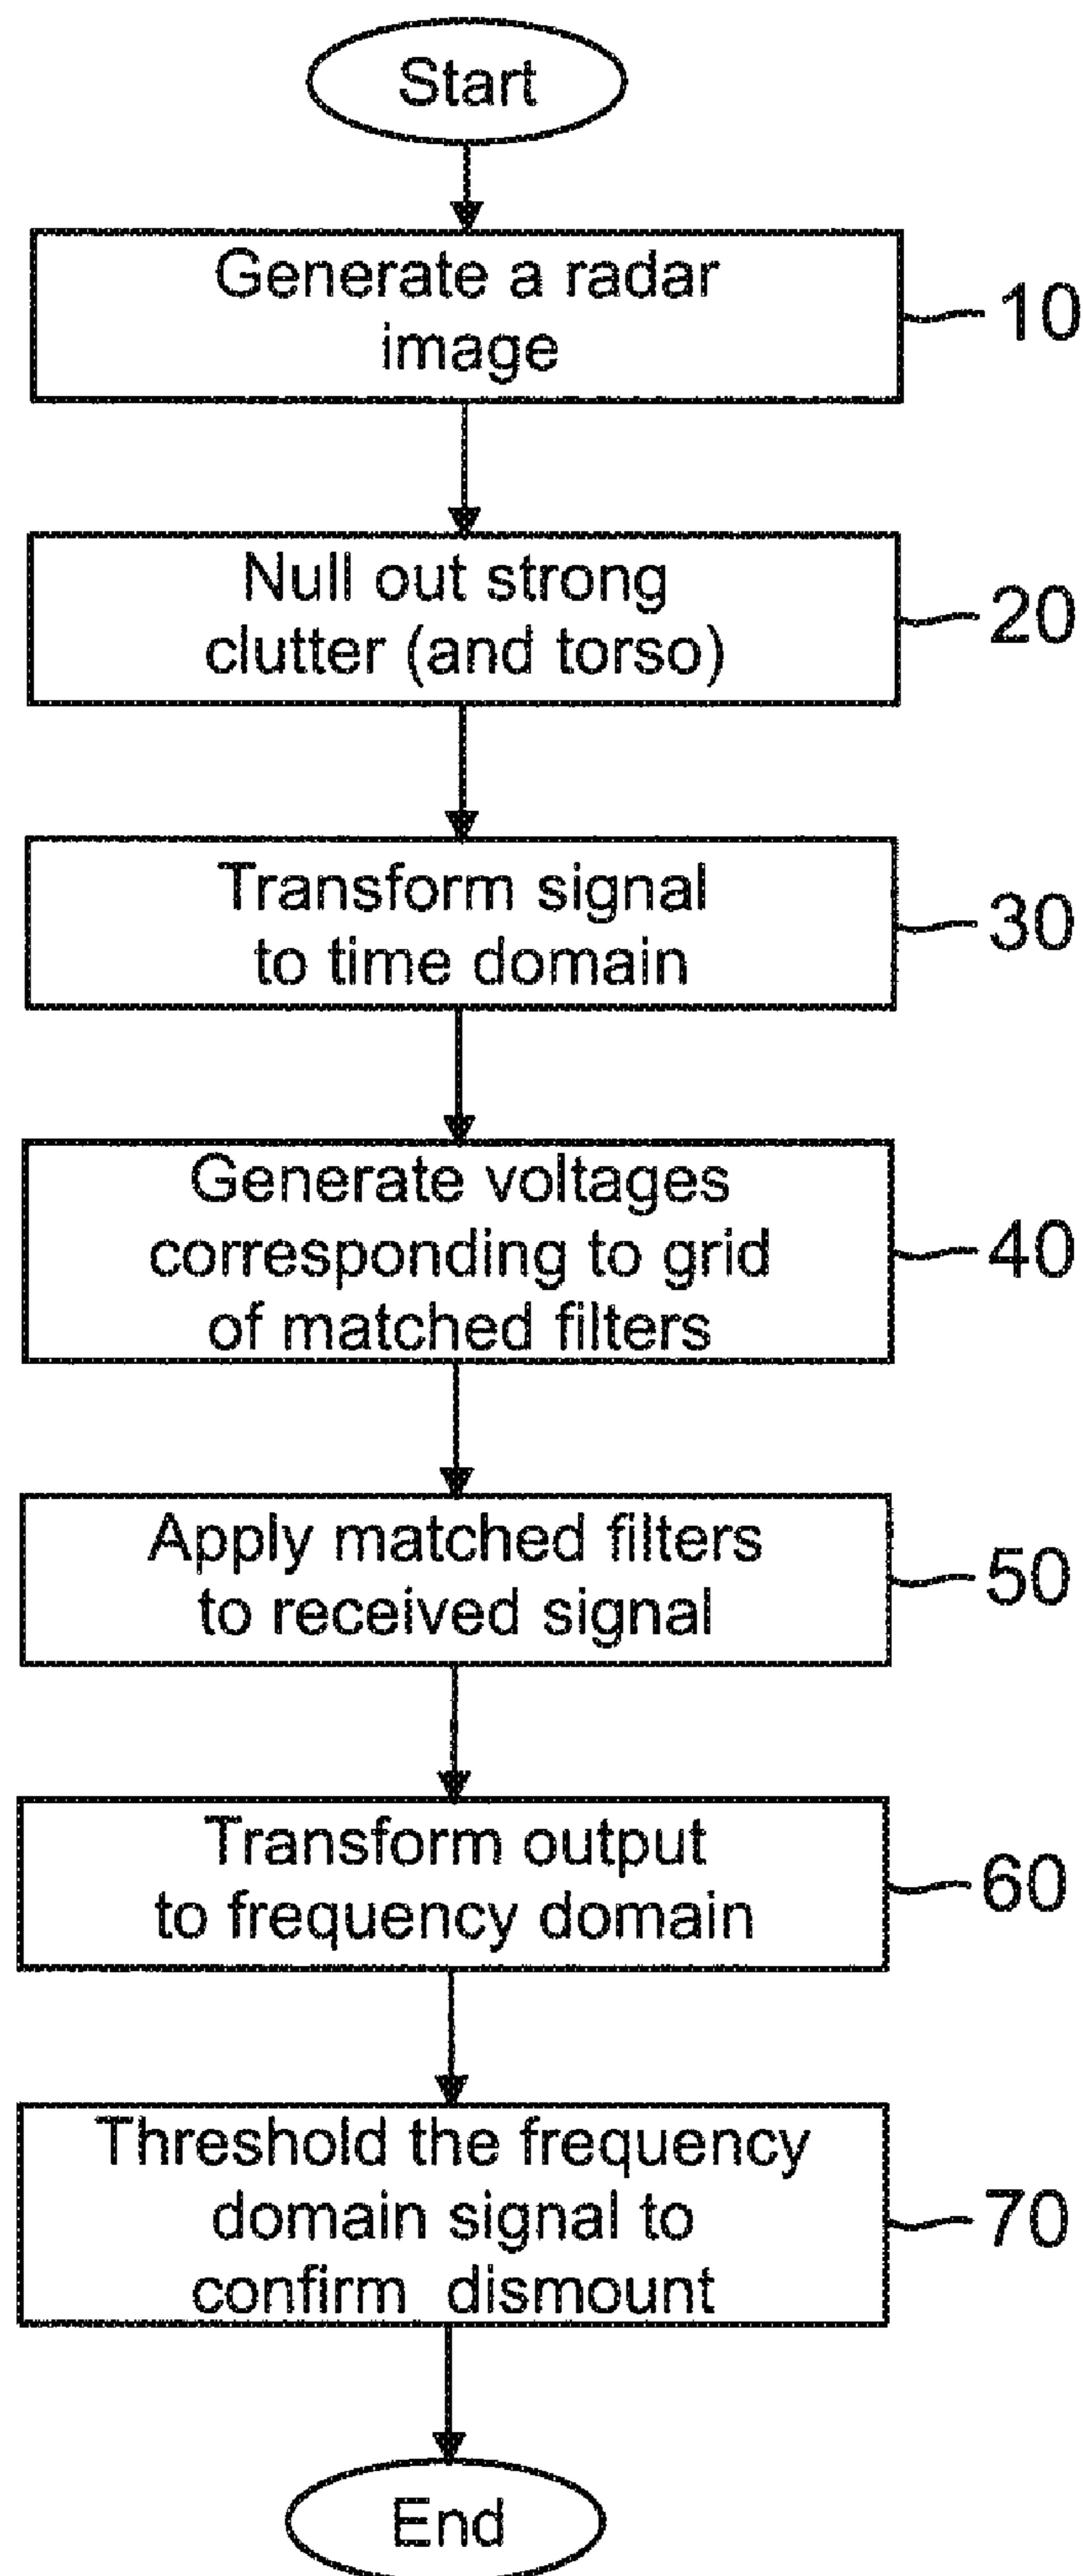 Start
Generate a radar
image
10
Null out strong
clutter (and torso)
20
Transform signal
to time domain
30
Generate voltages
corresponding to grid
of matched filters
40
Apply matched filters
to received signal
50
Transform output
to frequency domain
60
Threshold the frequency
domain signal to
confirm dismount
70
End